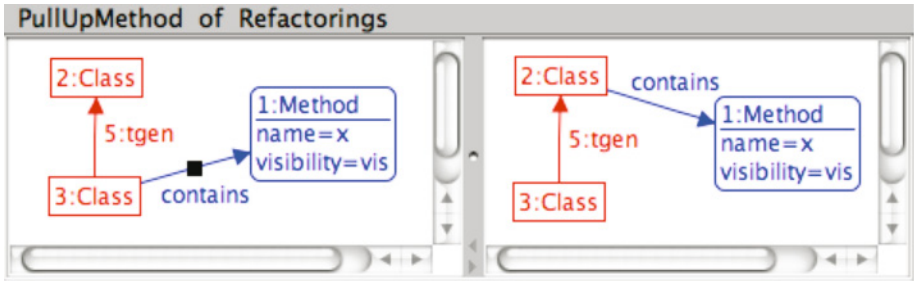 PullUpMethod of Refactorings
2:Class
5:tgen
3:Class
contains
1:Method
name=x
visibility=vis
2:Class
contains
5:tgen
3:Class
1:Method
name=x
visibility=vis